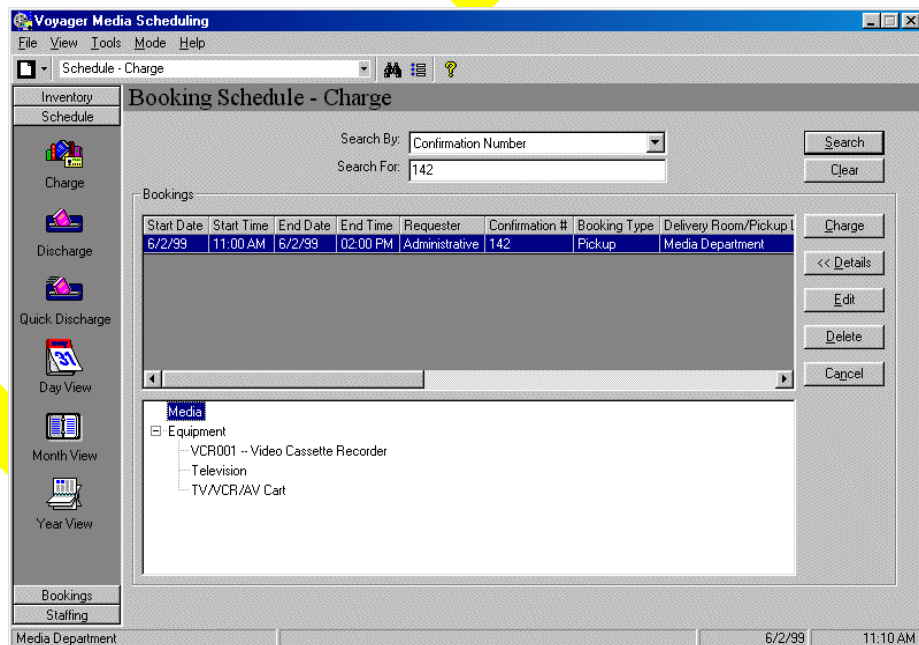 Voyager Media Scheduling
File View Tools Mode Help
Schedule - Charge
Inventory
Schedule
Charge
Discharge
Quick Discharge
31
Day View
Month View
Year View
Bookings
Staffing
Booking Schedule - Charge
Search By: Confirmation Number
Search For: 142
Search
Clear
Bookings
Start Date Start Time End Date End Time Requester Confirmation # Booking Type Delivery Room/Pickup L
6/2/99 11:00 AM 6/2/99 02:00 PM Administrative 142 Pickup Media Department
Charge
<< Details
Edit
Delete
Cancel
Media
Equipment
VCR001 -- Video Cassette Recorder
Television
TV/VCR/AV Cart
Media Department 6/2/99 11:10 AM